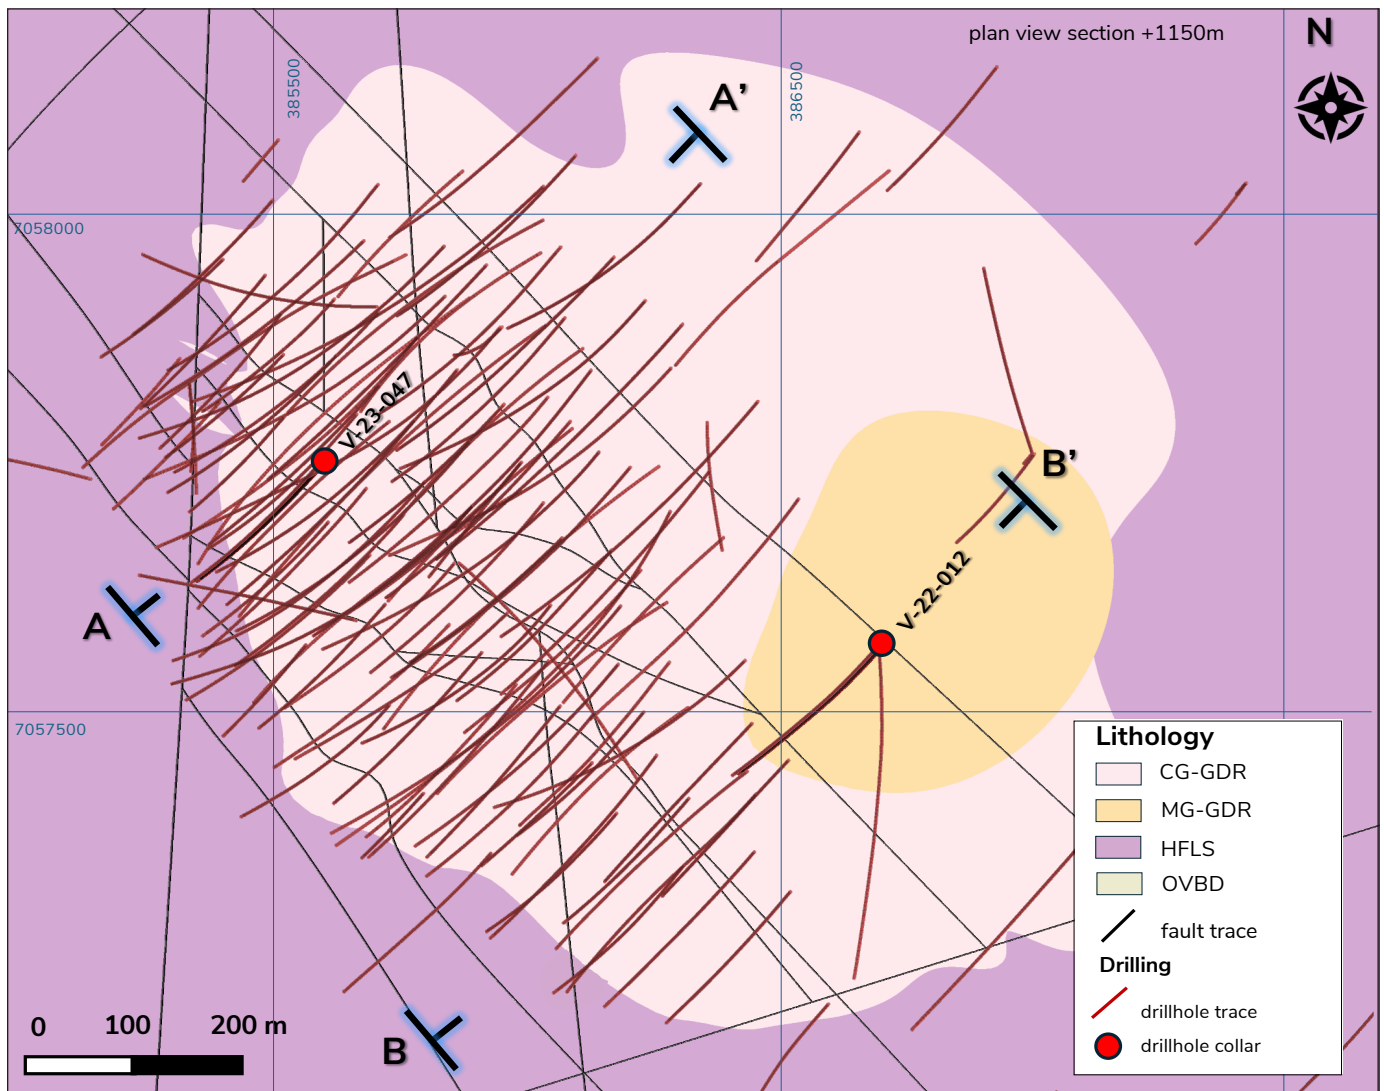 plan view section +1150m
N
385500
386500
A’
7058000
V-23-047
B’
V-22-012
A
7057500
B
0 100 200 m
Lithology
CG-GDR
MG-GDR
HFLS
OVBD
fault trace
Drilling
drillhole trace
drillhole collar